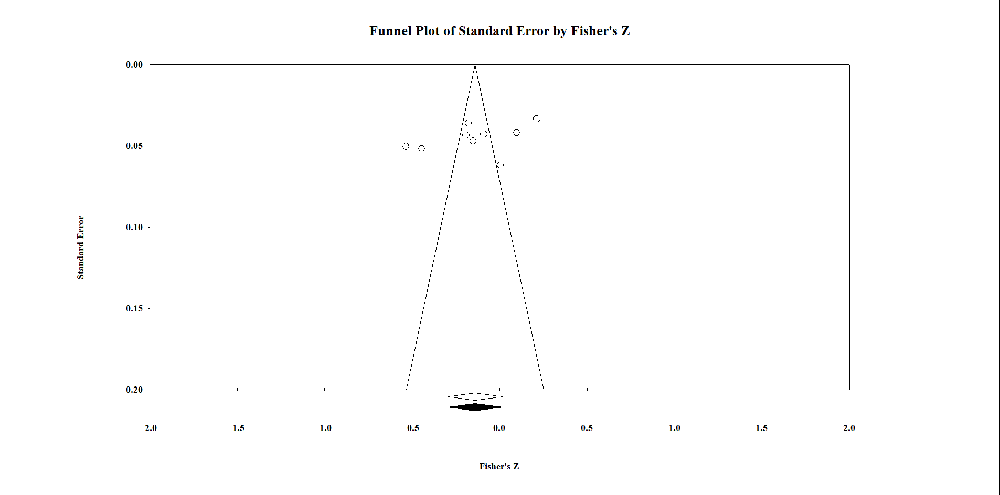 Funnel Plot of Standard Error by Fisher's Z
0.00
0.05
0.10
0.15
0.20
Standard Error
-2.0 -1.5 -1.0 -0.5 0.0 0.5 1.0 1.5 2.0
Fisher's Z